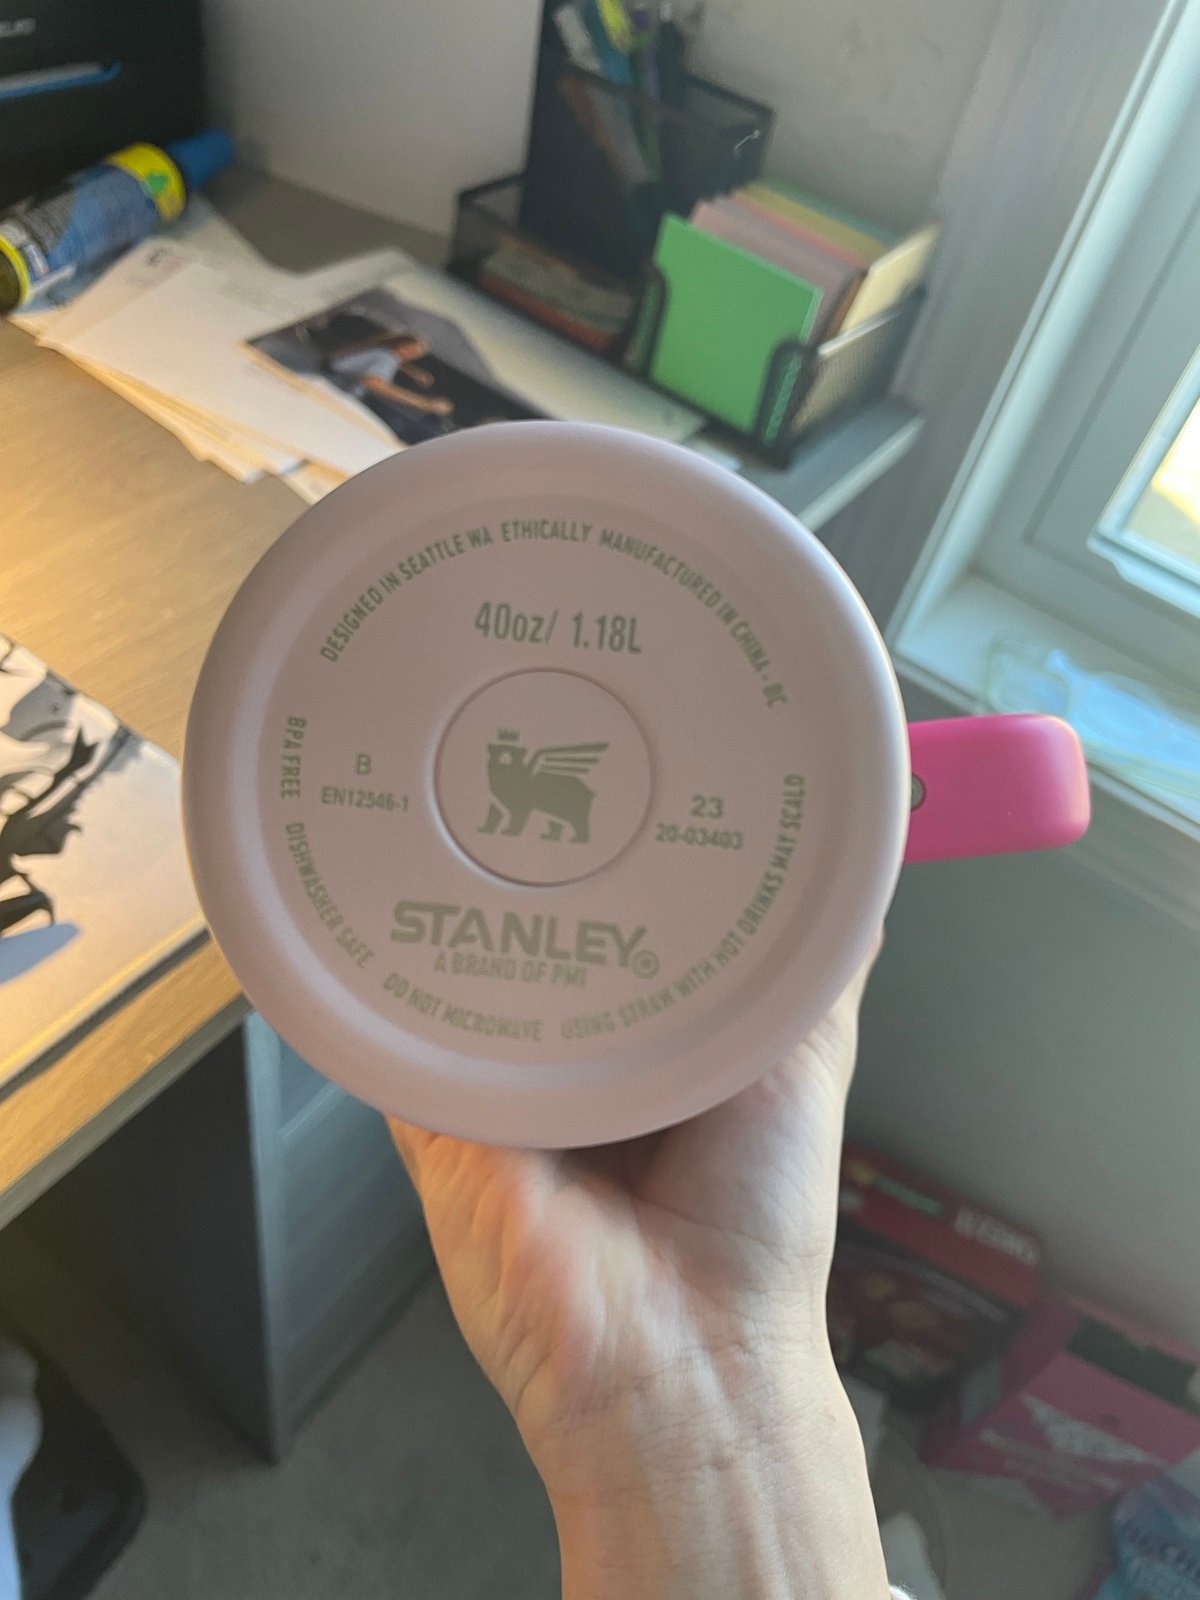 DESIGNED IN SEATTLE WA ETHICALLY MANUFACTURED IN CHINA - BC
40oz/ 1.18L
B
EN12546-1
23
20-03403
STANLEY®
A BRAND OF PMI
BPA FREE DISHWASHER SAFE DO NOT MICROWAVE USING STRAW WITH HOT DRINKS MAY SCALD